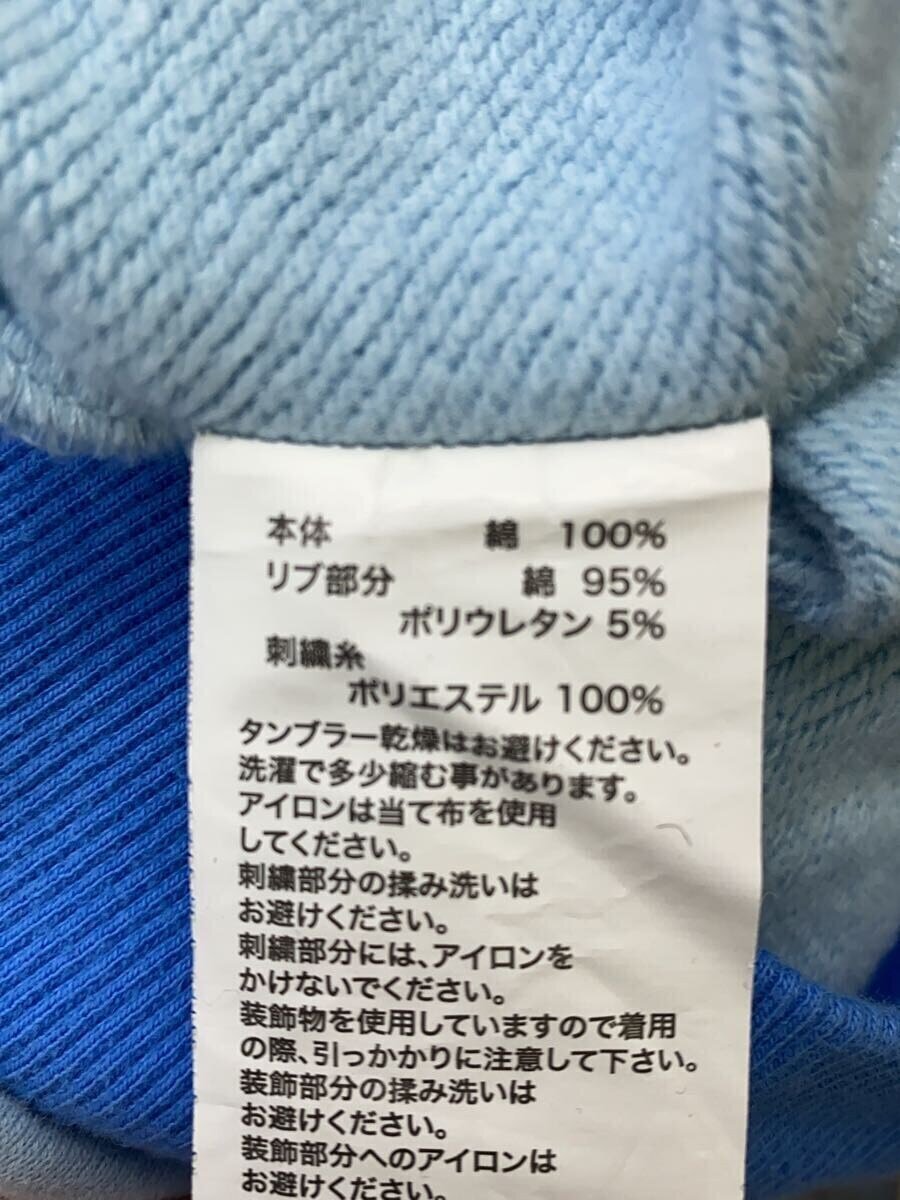 本体 綿 100%
リブ部分 綿 95%
ポリウレタン 5%
刺繍糸
ポリエステル 100%
タンブラー乾燥はお避けください。
洗濯で多少縮む事があります。
アイロンは当て布を使用
してください。
刺繍部分の揉み洗いは
お避けください。
刺繍部分には、アイロンを
かけないでください。
装飾物を使用していますので着用
の際、引っかかりに注意して下さい。
装飾部分の揉み洗いは
お避けください。
装飾部分へのアイロンは
お避けください。